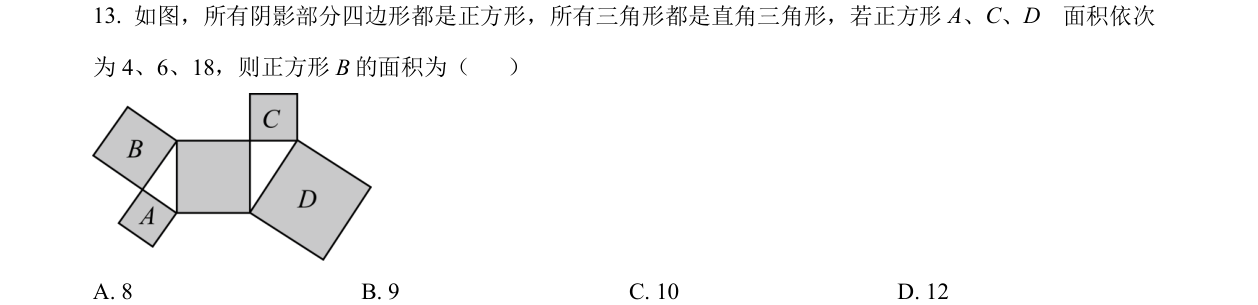 13. 如图，所有阴影部分四边形都是正方形，所有三角形都是直角三角形，若正方形 A、C、D 面积依次
为 4、6、18，则正方形 B 的面积为（  ）
C
B
D
A
A. 8 B. 9 C. 10 D. 12